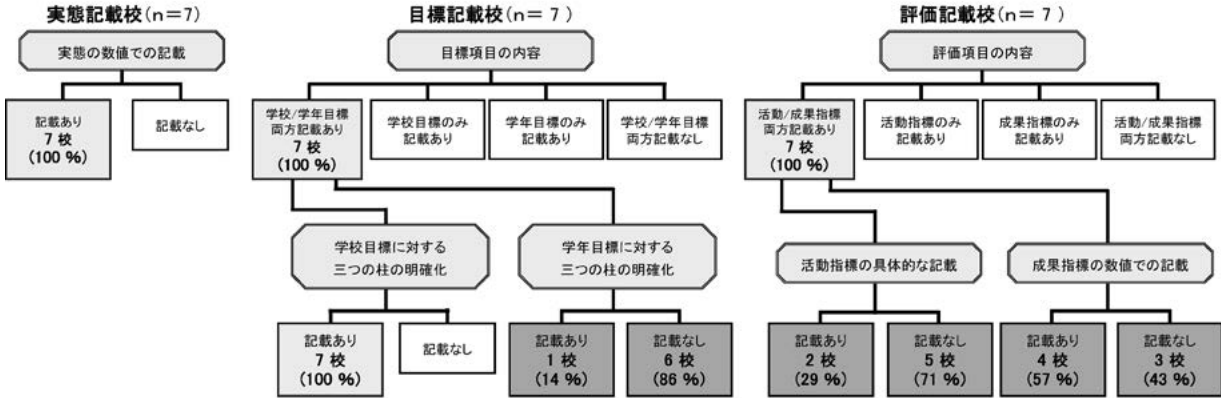 実態記載校(n=7)
実態の数値での記載
記載あり
7 校
(100 %)
記載なし
目標記載校(n= 7 )
目標項目の内容
学校/学年目標
両方記載あり
7 校
(100 %)
学校目標のみ
記載あり
学年目標のみ
記載あり
学校/学年目標
両方記載なし
学校目標に対する
三つの柱の明確化
記載あり
7 校
(100 %)
記載なし
学年目標に対する
三つの柱の明確化
記載あり
1 校
(14 %)
記載なし
6 校
(86 %)
評価記載校(n= 7 )
評価項目の内容
活動/成果指標
両方記載あり
7 校
(100 %)
活動指標のみ
記載あり
成果指標のみ
記載あり
活動/成果指標
両方記載なし
活動指標の具体的な記載
記載あり
2 校
(29 %)
記載なし
5 校
(71 %)
成果指標の数値での記載
記載あり
4 校
(57 %)
記載なし
3 校
(43 %)